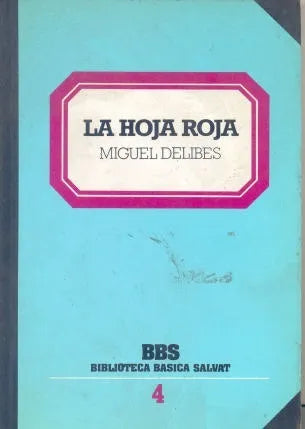 LA HOJA ROJA
MIGUEL DELIBES
BBS
BIBLIOTECA BASICA SALVAT
4